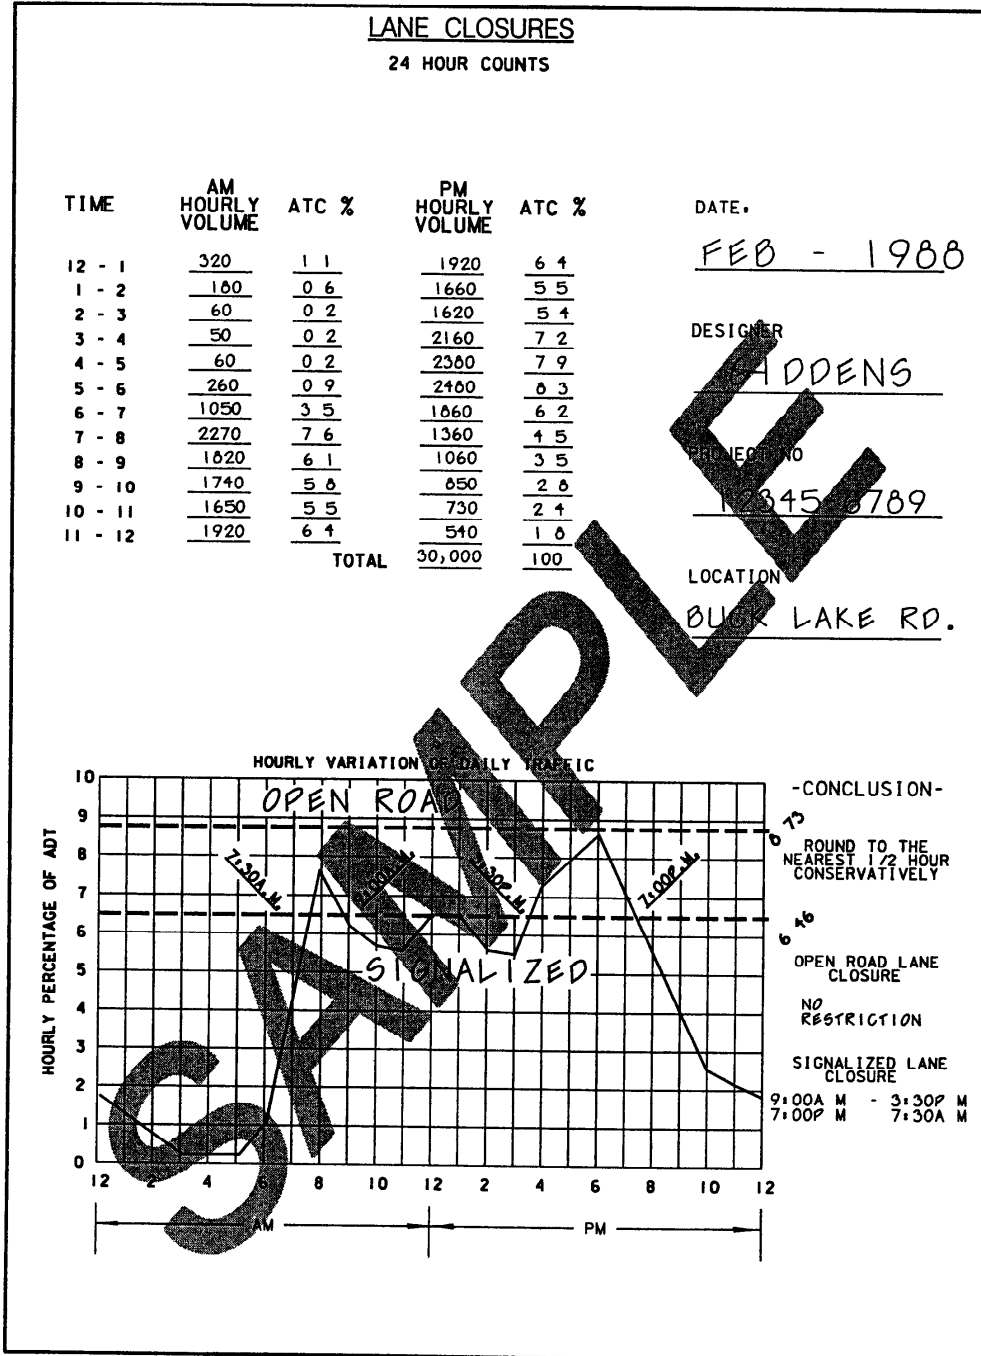 LANE CLOSURES
24 HOUR COUNTS
TIME AM HOURLY VOLUME ATC % PM HOURLY VOLUME ATC %
12 - 1 320 1 1 1920 6 4
1 - 2 180 0 6 1660 5 5
2 - 3 60 0 2 1620 5 4
3 - 4 50 0 2 2160 7 2
4 - 5 60 0 2 2380 7 9
5 - 6 260 0 9 2480 8 3
6 - 7 1050 3 5 1860 6 2
7 - 8 2270 7 6 1360 4 5
8 - 9 1820 6 1 1060 3 5
9 - 10 1740 5 8 850 2 8
10 - 11 1650 5 5 730 2 4
11 - 12 1920 6 4 540 1 8
TOTAL 30,000 100
DATE.
FEB - 1988
DESIGNER
PROJECT NO
LOCATION
BUCK LAKE RD.
SAMPLE
HOURLY VARIATION OF DAILY TRAFFIC
HOURLY PERCENTAGE OF ADT
10
9
8
7
6
5
4
3
2
1
0
OPEN ROAD
7:30A.M.
3:30P.M.
7:00P.M.
SIGNALIZED
8 73
6 46
12 2 4 6 8 10 12 2 4 6 8 10 12
AM PM
-CONCLUSION-
ROUND TO THE
NEAREST 1/2 HOUR
CONSERVATIVELY
OPEN ROAD LANE
CLOSURE
NO
RESTRICTION
SIGNALIZED LANE
CLOSURE
9:00A M - 3:30P M
7:00P M 7:30A M